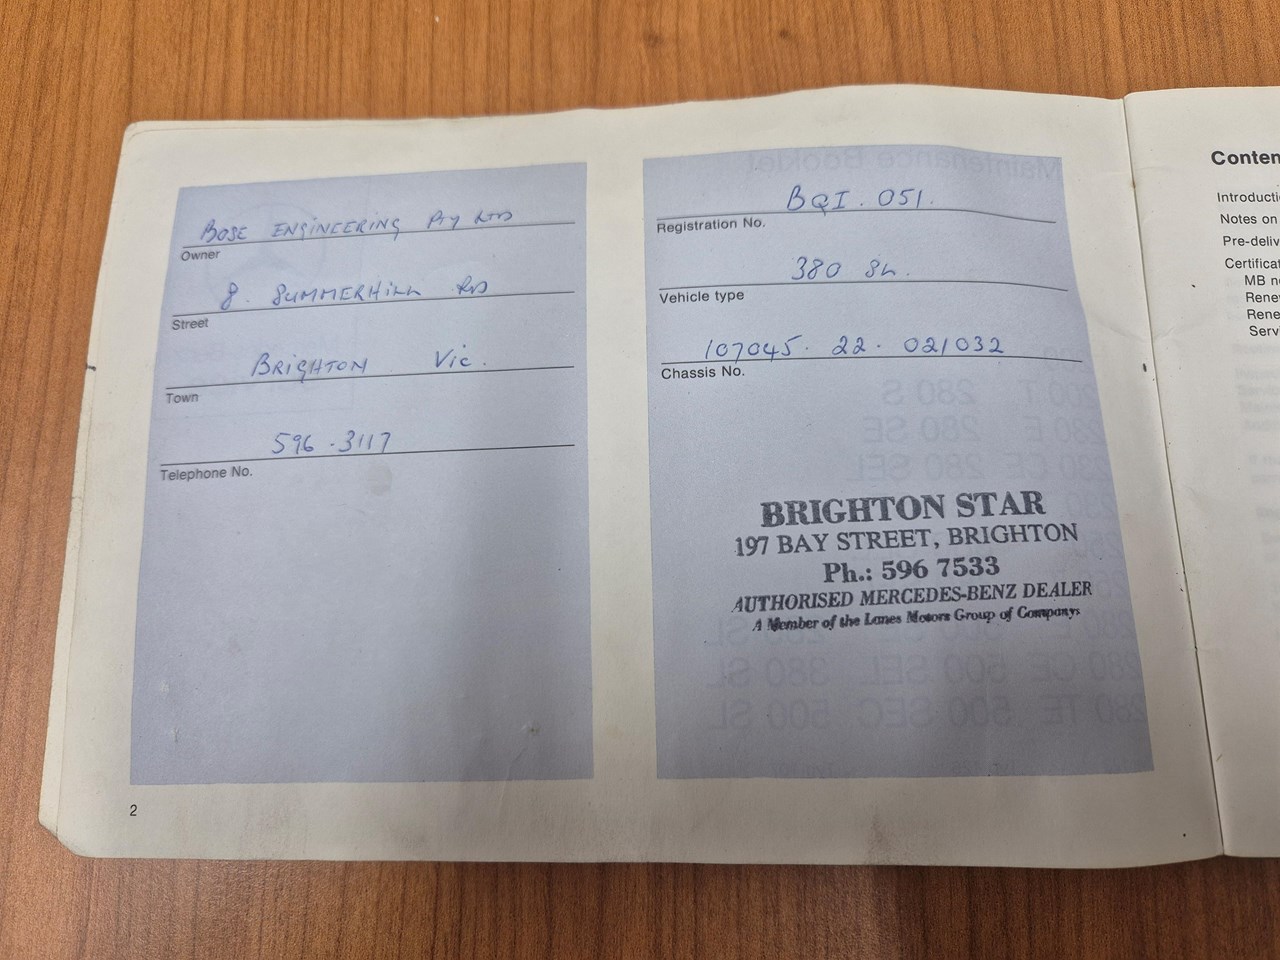 BOSE ENGINEERING Pty LTD
Owner
8. SUMMERHILL RD
Street
BRIGHTON Vic.
Town
596-3117
Telephone No.
2
BQI. 051.
Registration No.
380 SL.
Vehicle type
107045. 22. 021032
Chassis No.
BRIGHTON STAR
197 BAY STREET, BRIGHTON
Ph.: 596 7533
AUTHORISED MERCEDES-BENZ DEALER
A Member of the Lanes Motors Group of Companys
Conten
Introducti
Notes on
Pre-deliv
Certificat
MB n
Rene
Rene
Serv